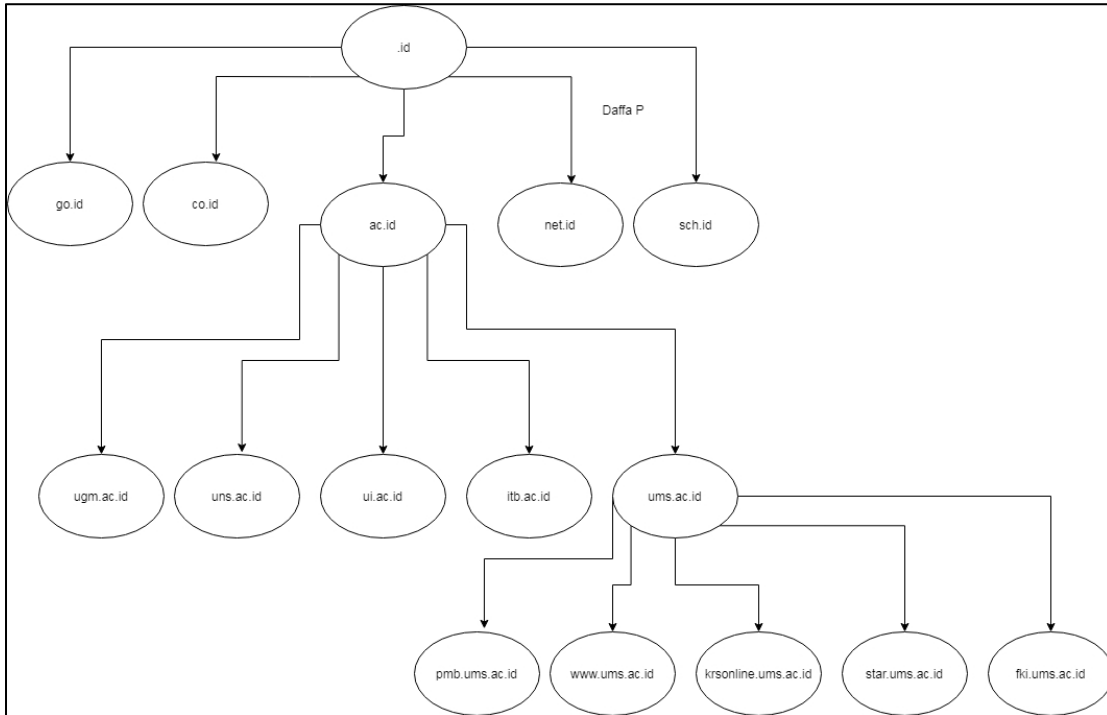 .id
Daffa P
go.id
co.id
ac.id
net.id
sch.id
ugm.ac.id
uns.ac.id
ui.ac.id
itb.ac.id
ums.ac.id
pmb.ums.ac.id
www.ums.ac.id
krsonline.ums.ac.id
star.ums.ac.id
fki.ums.ac.id